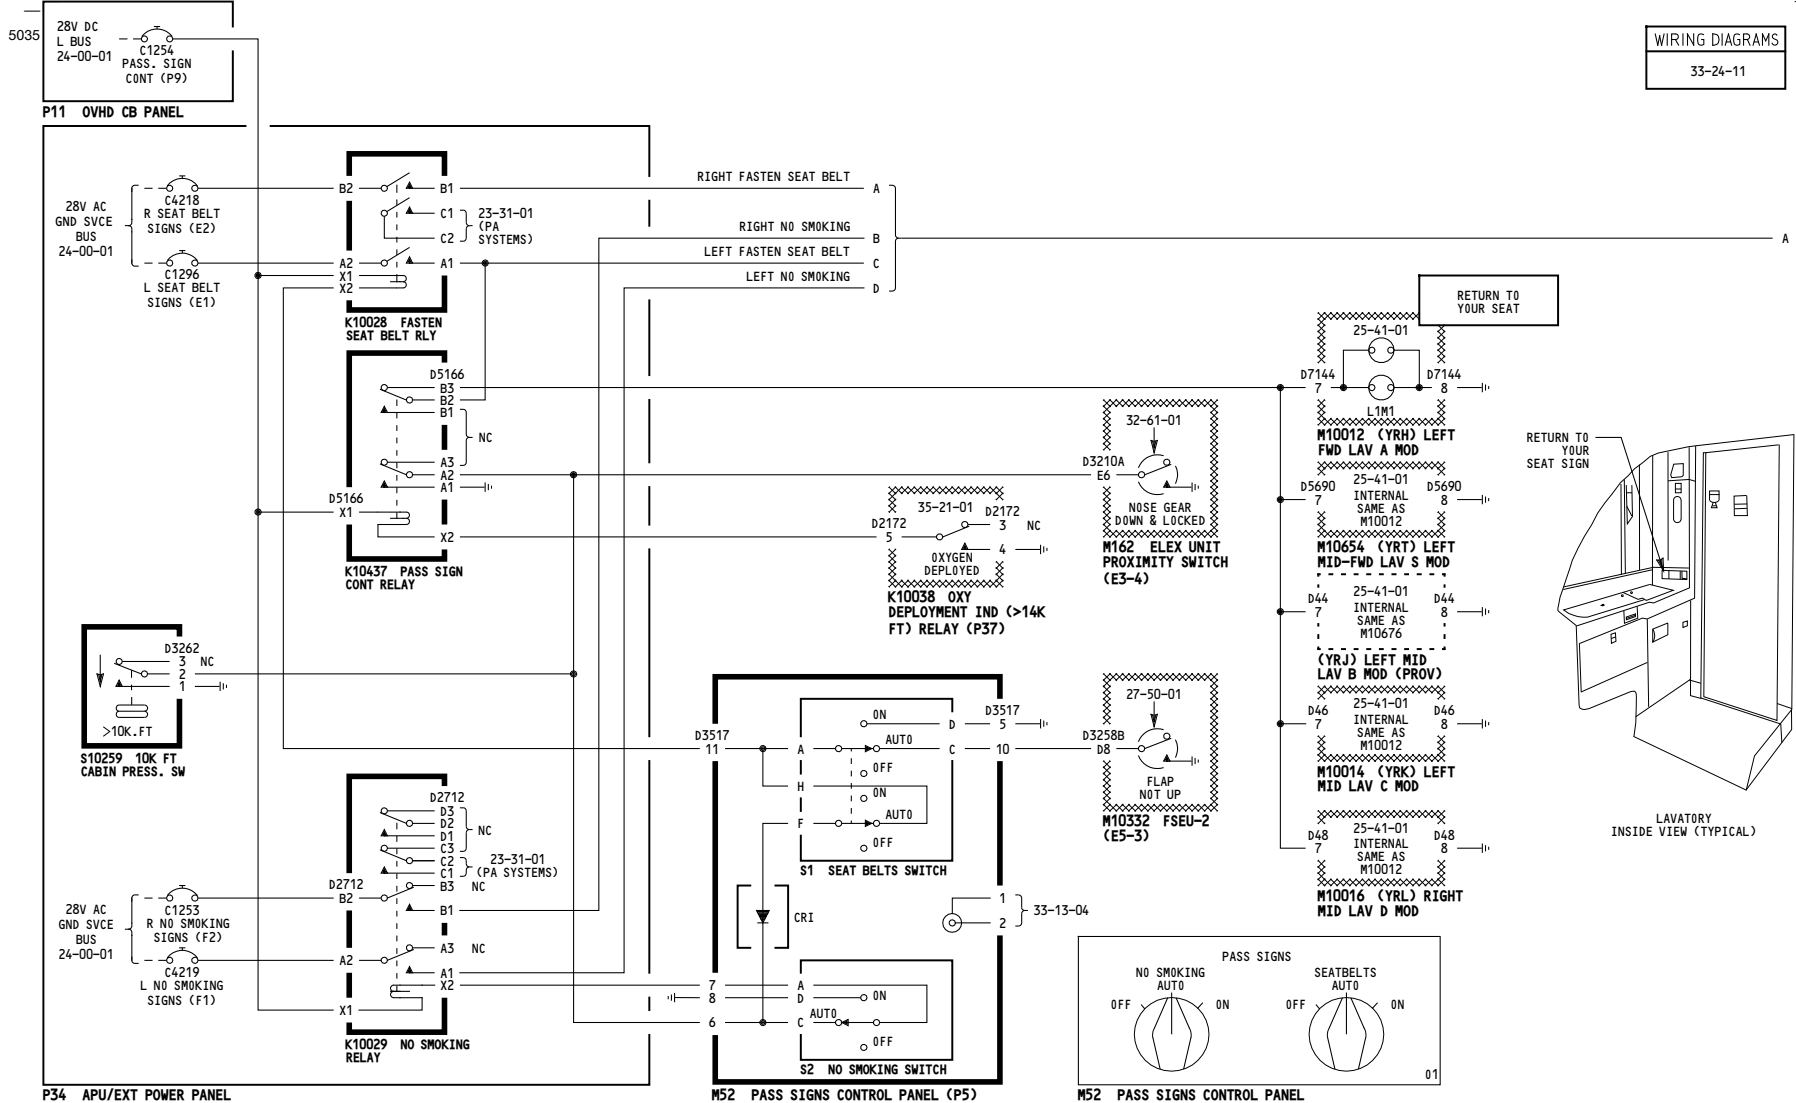 5035
28V DC
L BUS
24-00-01
C1254
PASS. SIGN
CONT (P9)
P11 OVHD CB PANEL
WIRING DIAGRAMS
33-24-11
28V AC
GND SVCE
BUS
24-00-01
C4218
R SEAT BELT
SIGNS (E2)
C1296
L SEAT BELT
SIGNS (E1)
B2
A2
X1
X2
B1
C1
C2
A1
23-31-01
(PA
SYSTEMS)
K10028 FASTEN
SEAT BELT RLY
RIGHT FASTEN SEAT BELT
A
RIGHT NO SMOKING
B
LEFT FASTEN SEAT BELT
C
LEFT NO SMOKING
D
A
D5166
B3
B2
B1
NC
A3
A2
A1
D5166
X1
X2
K10437 PASS SIGN
CONT RELAY
D3262
3 NC
2
1
>10K.FT
S10259 10K FT
CABIN PRESS. SW
D2712
D3
D2
D1
C3
NC
C2
C1
23-31-01
(PA SYSTEMS)
D2712
B2
B3 NC
B1
A2
A3 NC
A1
X2
X1
28V AC
GND SVCE
BUS
24-00-01
C1253
R NO SMOKING
SIGNS (F2)
C4219
L NO SMOKING
SIGNS (F1)
K10029 NO SMOKING
RELAY
P34 APU/EXT POWER PANEL
35-21-01
D2172
5
D2172
3 NC
4
OXYGEN
DEPLOYED
K10038 OXY
DEPLOYMENT IND (>14K
FT) RELAY (P37)
32-61-01
D3210A
E6
NOSE GEAR
DOWN & LOCKED
M162 ELEX UNIT
PROXIMITY SWITCH
(E3-4)
D3517
11
ON
D
D3517
5
A
AUTO
C
10
OFF
H
ON
F
AUTO
OFF
S1 SEAT BELTS SWITCH
CRI
1
2
33-13-04
7
8
6
A
D
ON
C
AUTO
OFF
S2 NO SMOKING SWITCH
M52 PASS SIGNS CONTROL PANEL (P5)
27-50-01
D3258B
D8
FLAP
NOT UP
M10332 FSEU-2
(E5-3)
RETURN TO
YOUR SEAT
25-41-01
D7144
7
D7144
8
L1M1
M10012 (YRH) LEFT
FWD LAV A MOD
D5690
7
25-41-01
INTERNAL
SAME AS
M10012
D5690
8
M10654 (YRT) LEFT
MID-FWD LAV S MOD
D44
7
25-41-01
INTERNAL
SAME AS
M10676
D44
8
(YRJ) LEFT MID
LAV B MOD (PROV)
D46
7
25-41-01
INTERNAL
SAME AS
M10012
D46
8
M10014 (YRK) LEFT
MID LAV C MOD
D48
7
25-41-01
INTERNAL
SAME AS
M10012
D48
8
M10016 (YRL) RIGHT
MID LAV D MOD
RETURN TO
YOUR
SEAT SIGN
LAVATORY
INSIDE VIEW (TYPICAL)
PASS SIGNS
NO SMOKING
AUTO
OFF
ON
SEATBELTS
AUTO
OFF
ON
01
M52 PASS SIGNS CONTROL PANEL